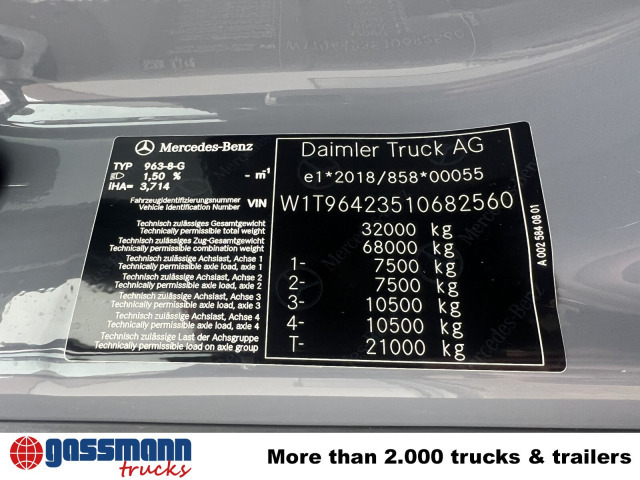 Mercedes-Benz
TYP 963-8-G
1,50 % - m⁻¹
IHA= 3,714
Fahrzeugidentifizierungsnummer
Vehicle Identification Number VIN
Technisch zulässiges Gesamtgewicht
Technically permissible total weight
Technisch zulässiges Zug-Gesamtgewicht
Technically permissible combination weight
Technisch zulässige Achslast, Achse 1
Technically permissible axle load, axle 1
Technisch zulässige Achslast, Achse 2
Technically permissible axle load, axle 2
Technisch zulässige Achslast, Achse 3
Technically permissible axle load, axle 3
Technisch zulässige Achslast, Achse 4
Technically permissible axle load, axle 4
Technisch zulässige Last der Achsgruppe
Technically permissible load on axle group
Daimler Truck AG
e1*2018/858*00055
W1T96423510682560
32000 kg
68000 kg
1- 7500 kg
2- 7500 kg
3- 10500 kg
4- 10500 kg
T- 21000 kg
A 002 584 08 01
gassmann
trucks
More than 2.000 trucks & trailers